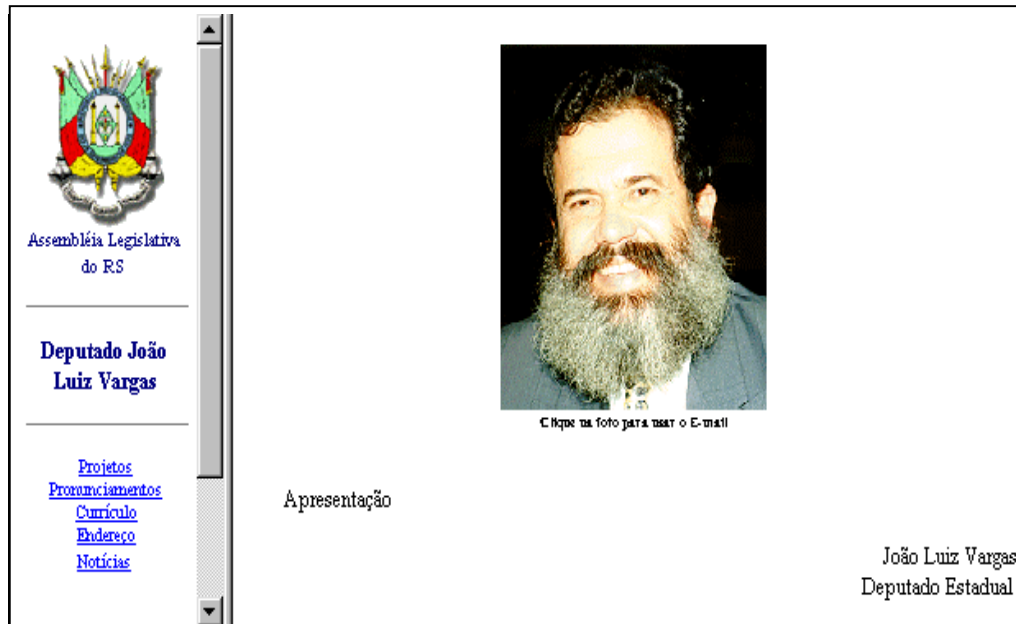 Assembléia Legislativa
do RS
Deputado João
Luiz Vargas
Projetos
Pronunciamentos
Currículo
Endereço
Notícias
Clique na foto para usar o E-mail
Apresentação
João Luiz Vargas
Deputado Estadual